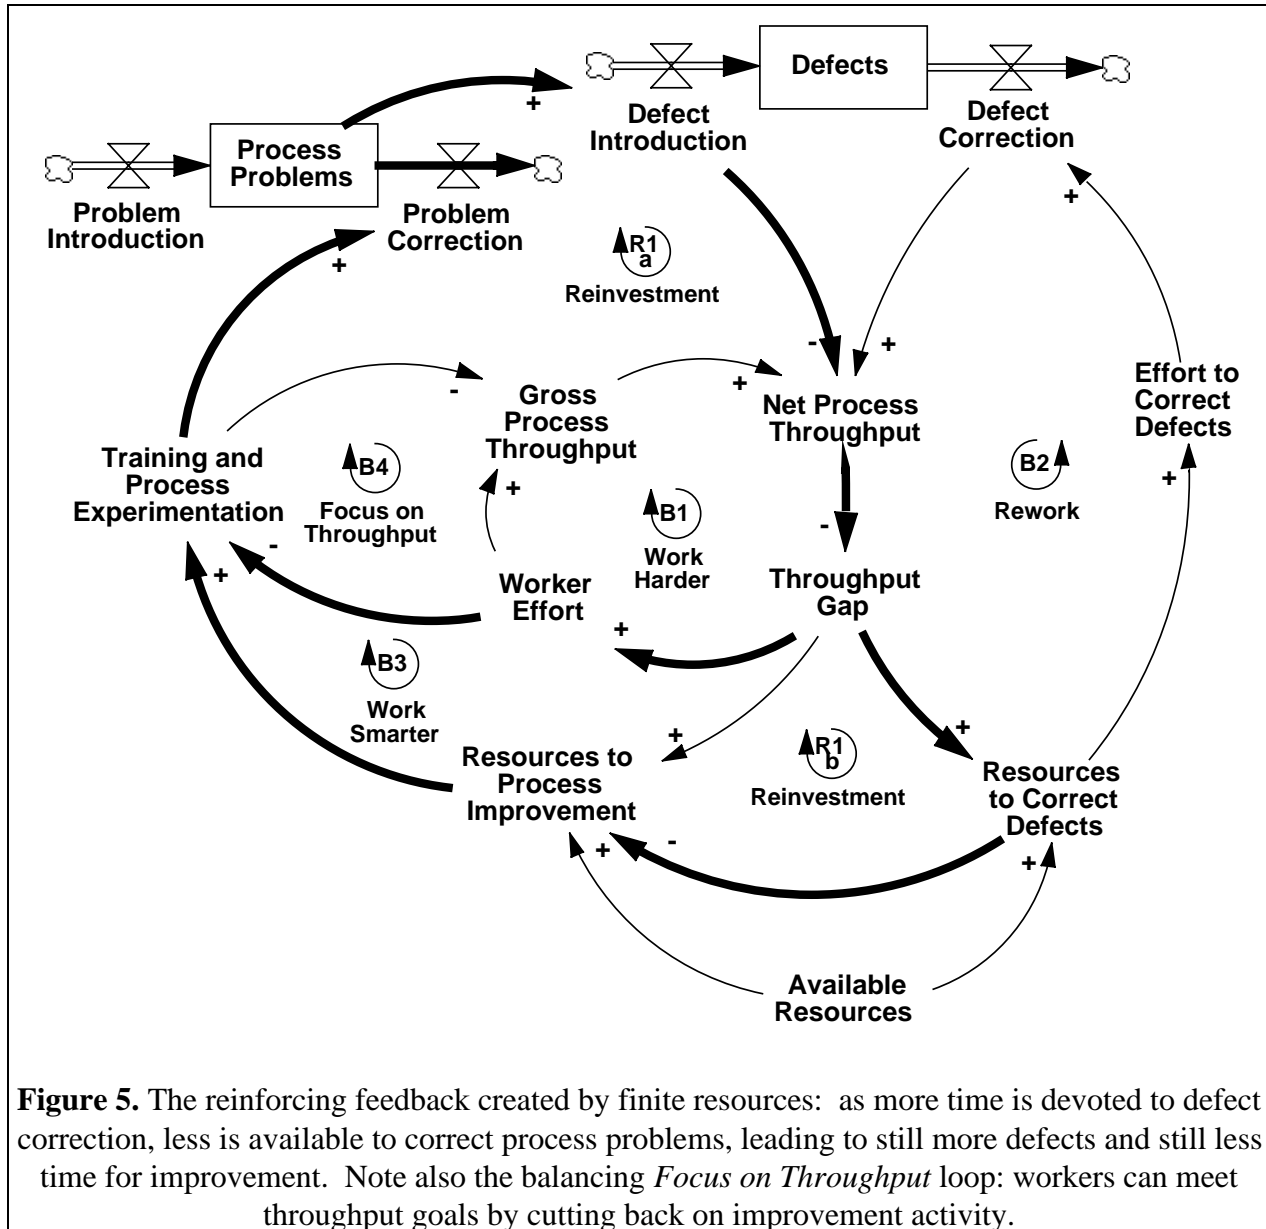 Defects
Defect
Introduction
Defect
Correction
+
Process
Problems
Problem
Introduction
Problem
Correction
+
+
R1
a
Reinvestment
-
+
-
+
Gross
Process
Throughput
Net Process
Throughput
Effort to
Correct
Defects
Training and
Process
Experimentation
B4
Focus on
Throughput
+
B1
Work
Harder
B2
Rework
+
-
-
+
Worker
Effort
Throughput
Gap
+
B3
Work
Smarter
+
+
R1
b
Reinvestment
Resources to
Process
Improvement
Resources
to Correct
Defects
+
-
+
Available
Resources
Figure 5. The reinforcing feedback created by finite resources: as more time is devoted to defect
correction, less is available to correct process problems, leading to still more defects and still less
time for improvement. Note also the balancing Focus on Throughput loop: workers can meet
throughput goals by cutting back on improvement activity.